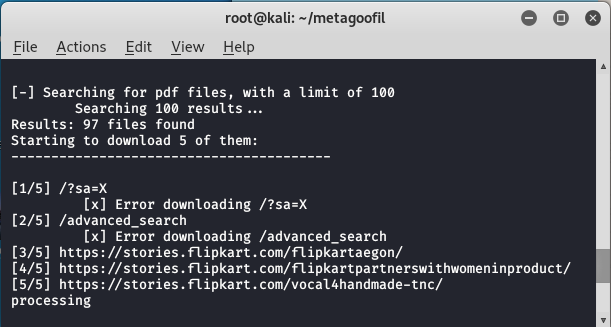 root@kali: ~/metagoofil
File Actions Edit View Help
[-] Searching for pdf files, with a limit of 100
Searching 100 results...
Results: 97 files found
Starting to download 5 of them:
----------------------------------------
[1/5] /?sa=X
[x] Error downloading /?sa=X
[2/5] /advanced_search
[x] Error downloading /advanced_search
[3/5] https://stories.flipkart.com/flipkartaegon/
[4/5] https://stories.flipkart.com/flipkartpartnerswithwomeninproduct/
[5/5] https://stories.flipkart.com/vocal4handmade-tnc/
processing